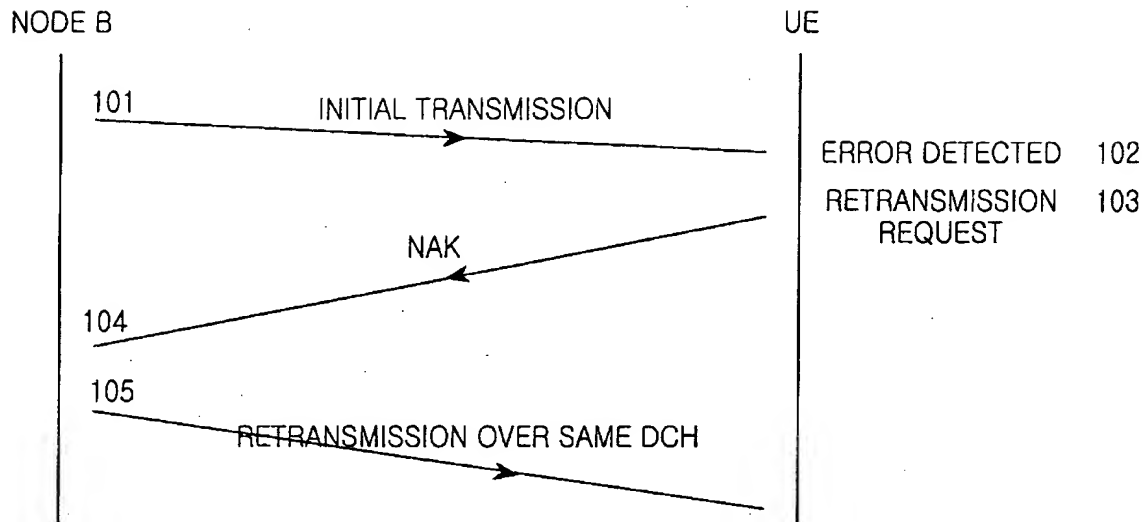 NODE B
UE
101
INITIAL TRANSMISSION
ERROR DETECTED 102
RETRANSMISSION 103
REQUEST
NAK
104
105
RETRANSMISSION OVER SAME DCH